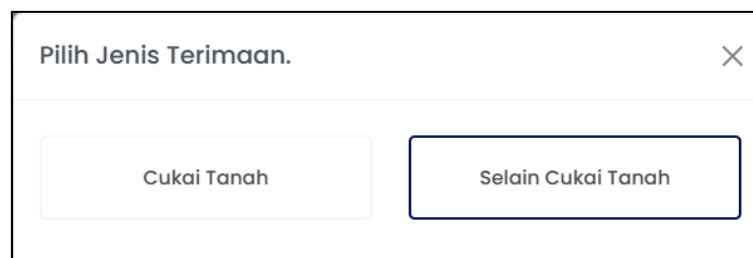 Pilih Jenis Terimaan.
Cukai Tanah
Selain Cukai Tanah